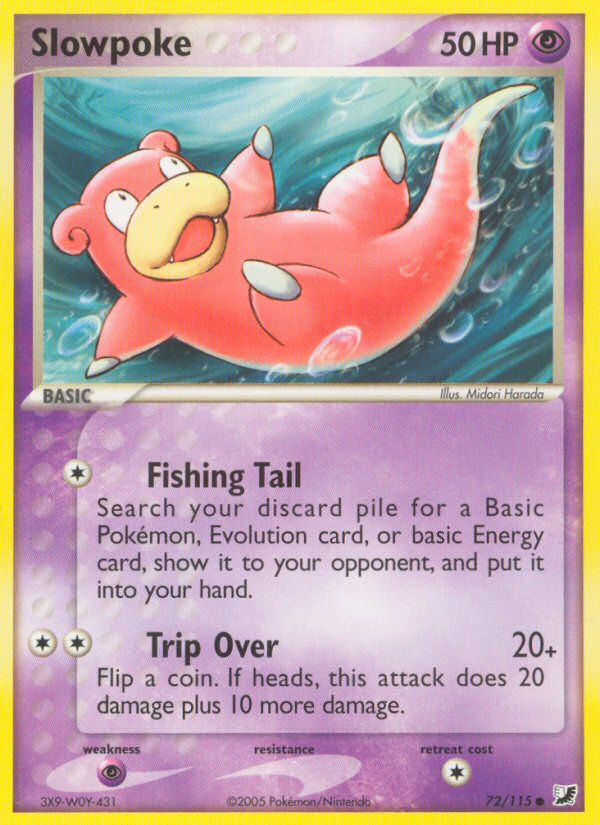 Slowpoke 50 HP
BASIC
Illus. Midori Harada
Fishing Tail
Search your discard pile for a Basic
Pokémon, Evolution card, or basic Energy
card, show it to your opponent, and put it
into your hand.
Trip Over 20+
Flip a coin. If heads, this attack does 20
damage plus 10 more damage.
weakness resistance retreat cost
3X9-W0Y-431 ©2005 Pokémon/Nintendo 72/115